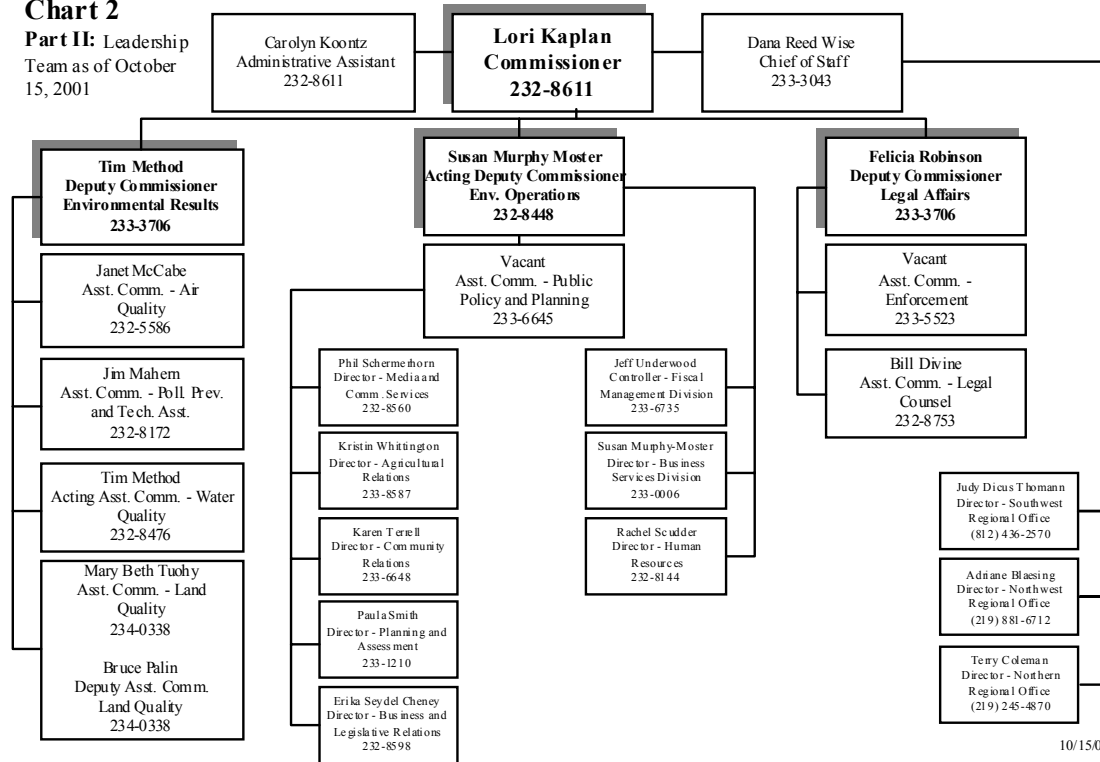 Chart 2
Part II: Leadership
Team as of October
15, 2001
Carolyn Koontz
Administrative Assistant
232-8611
Lori Kaplan
Commissioner
232-8611
Dana Reed Wise
Chief of Staff
233-3043
Tim Method
Deputy Commissioner
Environmental Results
233-3706
Janet McCabe
Asst. Comm. - Air
Quality
232-5586
Jim Mahern
Asst. Comm. - Poll. Prev.
and Tech. Asst.
232-8172
Tim Method
Acting Asst. Comm. - Water
Quality
232-8476
Mary Beth Tuohy
Asst. Comm. - Land
Quality
234-0338
Bruce Palin
Deputy Asst. Comm.
Land Quality
234-0338
Susan Murphy Moster
Acting Deputy Commissioner
Env. Operations
232-8448
Vacant
Asst. Comm. - Public
Policy and Planning
233-6645
Phil Schermerhorn
Director - Media and
Comm. Services
232-8560
Kristin Whittington
Director - Agricultural
Relations
233-8587
Karen Terrell
Director - Community
Relations
233-6648
Paula Smith
Director - Planning and
Assessment
233-1210
Erika Seydel Cheney
Director - Business and
Legislative Relations
232-8598
Jeff Underwood
Controller - Fiscal
Management Division
233-6735
Susan Murphy-Moster
Director - Business
Services Division
233-0006
Rachel Scudder
Director - Human
Resources
232-8144
Felicia Robinson
Deputy Commissioner
Legal Affairs
233-3706
Vacant
Asst. Comm. -
Enforcement
233-5523
Bill Divine
Asst. Comm. - Legal
Counsel
232-8753
Judy Dicus Thomann
Director - Southwest
Regional Office
(812) 436-2570
Adriane Blaesing
Director - Northwest
Regional Office
(219) 881-6712
Terry Coleman
Director - Northern
Regional Office
(219) 245-4870
10/15/0